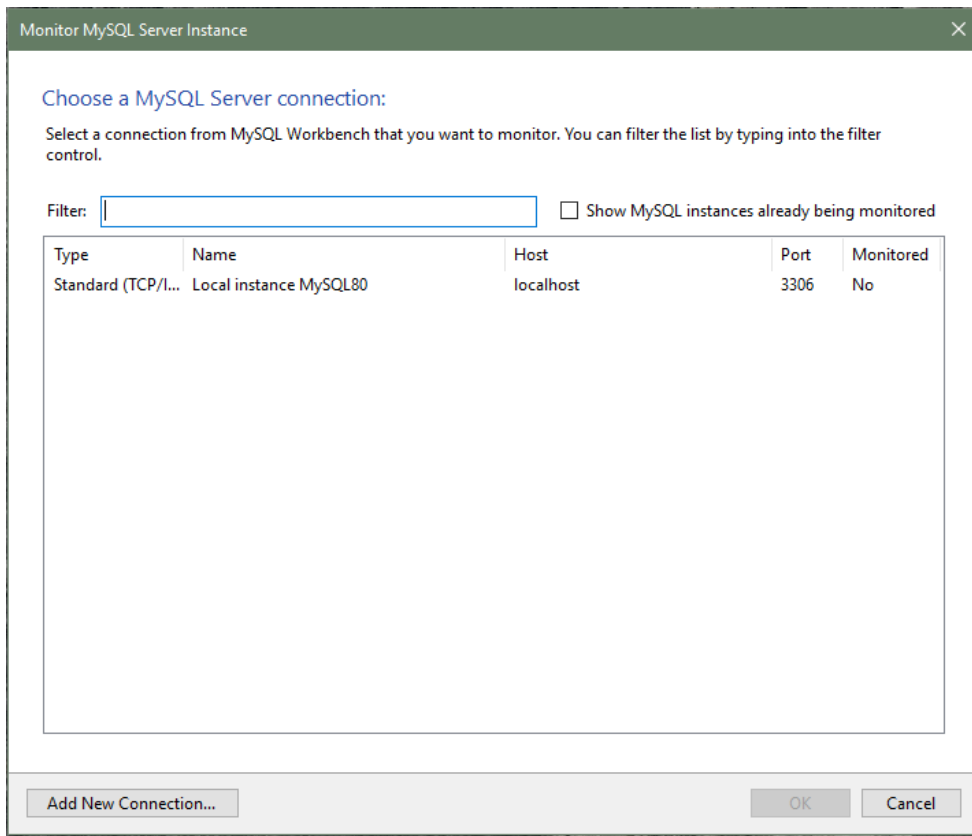 Monitor MySQL Server Instance
Choose a MySQL Server connection:
Select a connection from MySQL Workbench that you want to monitor. You can filter the list by typing into the filter
control.
Filter: Show MySQL instances already being monitored
Type Name Host Port Monitored
Standard (TCP/I... Local instance MySQL80 localhost 3306 No
Add New Connection... OK Cancel